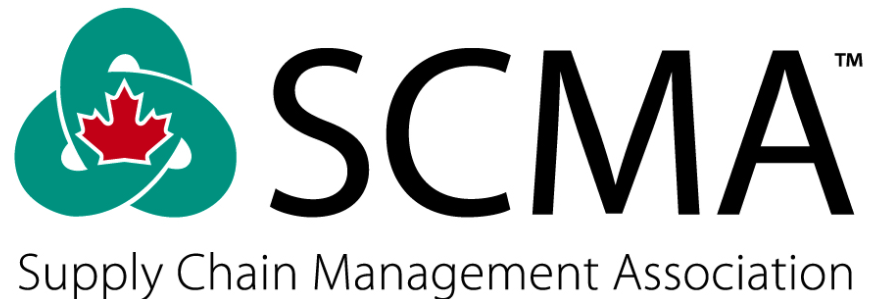 SCMA™
Supply Chain Management Association